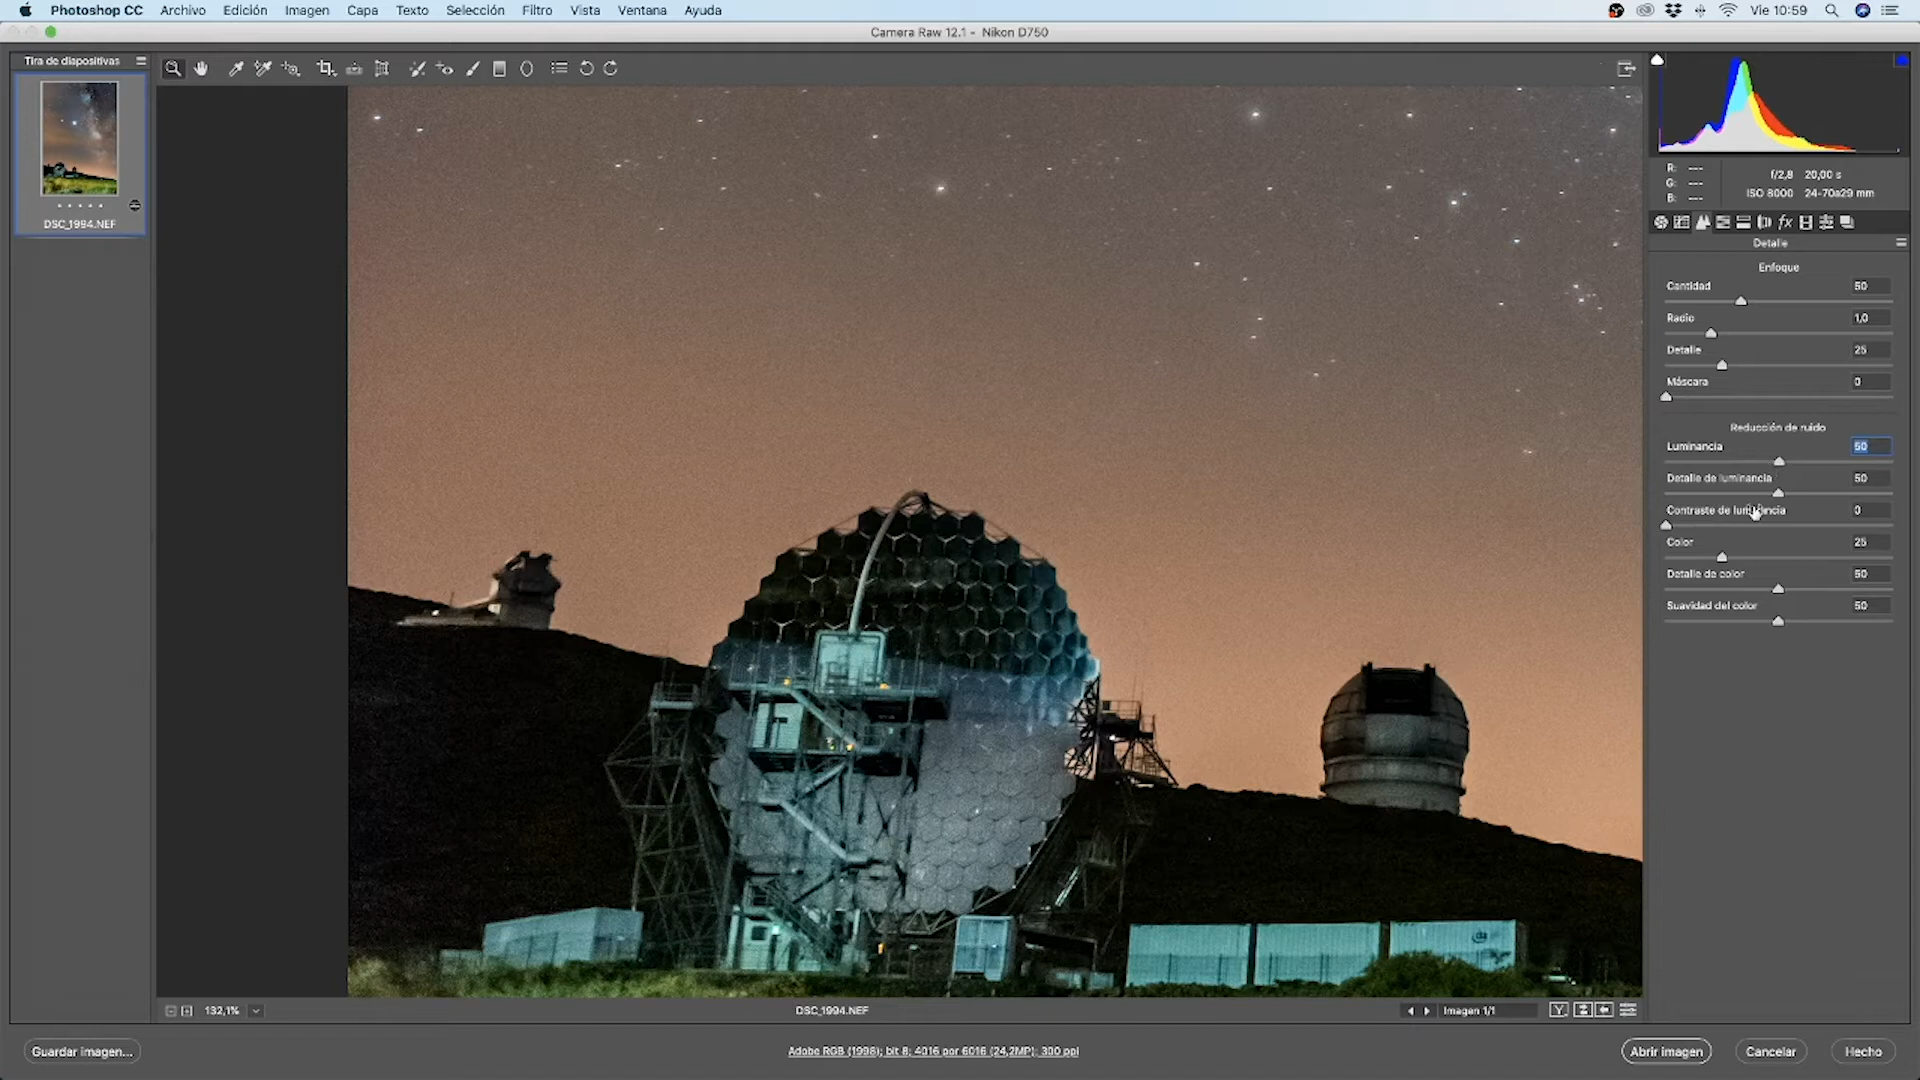 Photoshop CC Archivo Edición Imagen Capa Texto Selección Filtro Vista Ventana Ayuda Vie 10:59
Camera Raw 12.1 - Nikon D750
Tira de diapositivas
DSC_1994.NEF
R: ---
G: ---
B: ---
f/2,8 20,00 s
ISO 8000 24-70a29 mm
Detalle
Enfoque
Cantidad 50
Radio 1,0
Detalle 25
Máscara 0
Reducción de ruido
Luminancia 50
Detalle de luminancia 50
Contraste de luminancia 0
Color 25
Detalle de color 50
Suavidad del color 50
132,1%
DSC_1994.NEF
Imagen 1/1
Guardar imagen...
Adobe RGB (1998); bit 8; 4016 por 6016 (24,2MP); 300 ppi
Abrir imagen Cancelar Hecho